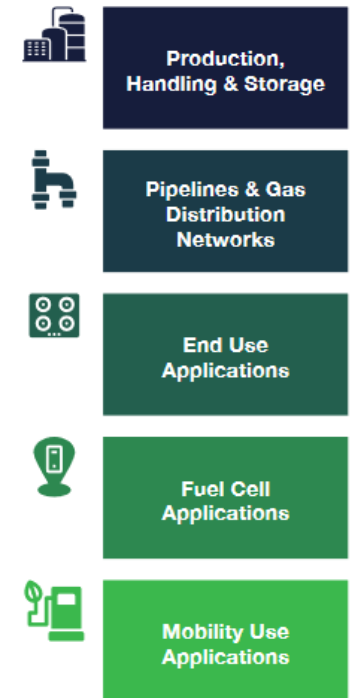 Production,
Handling & Storage
Pipelines & Gas
Distribution
Networks
End Use
Applications
Fuel Cell
Applications
Mobility Use
Applications